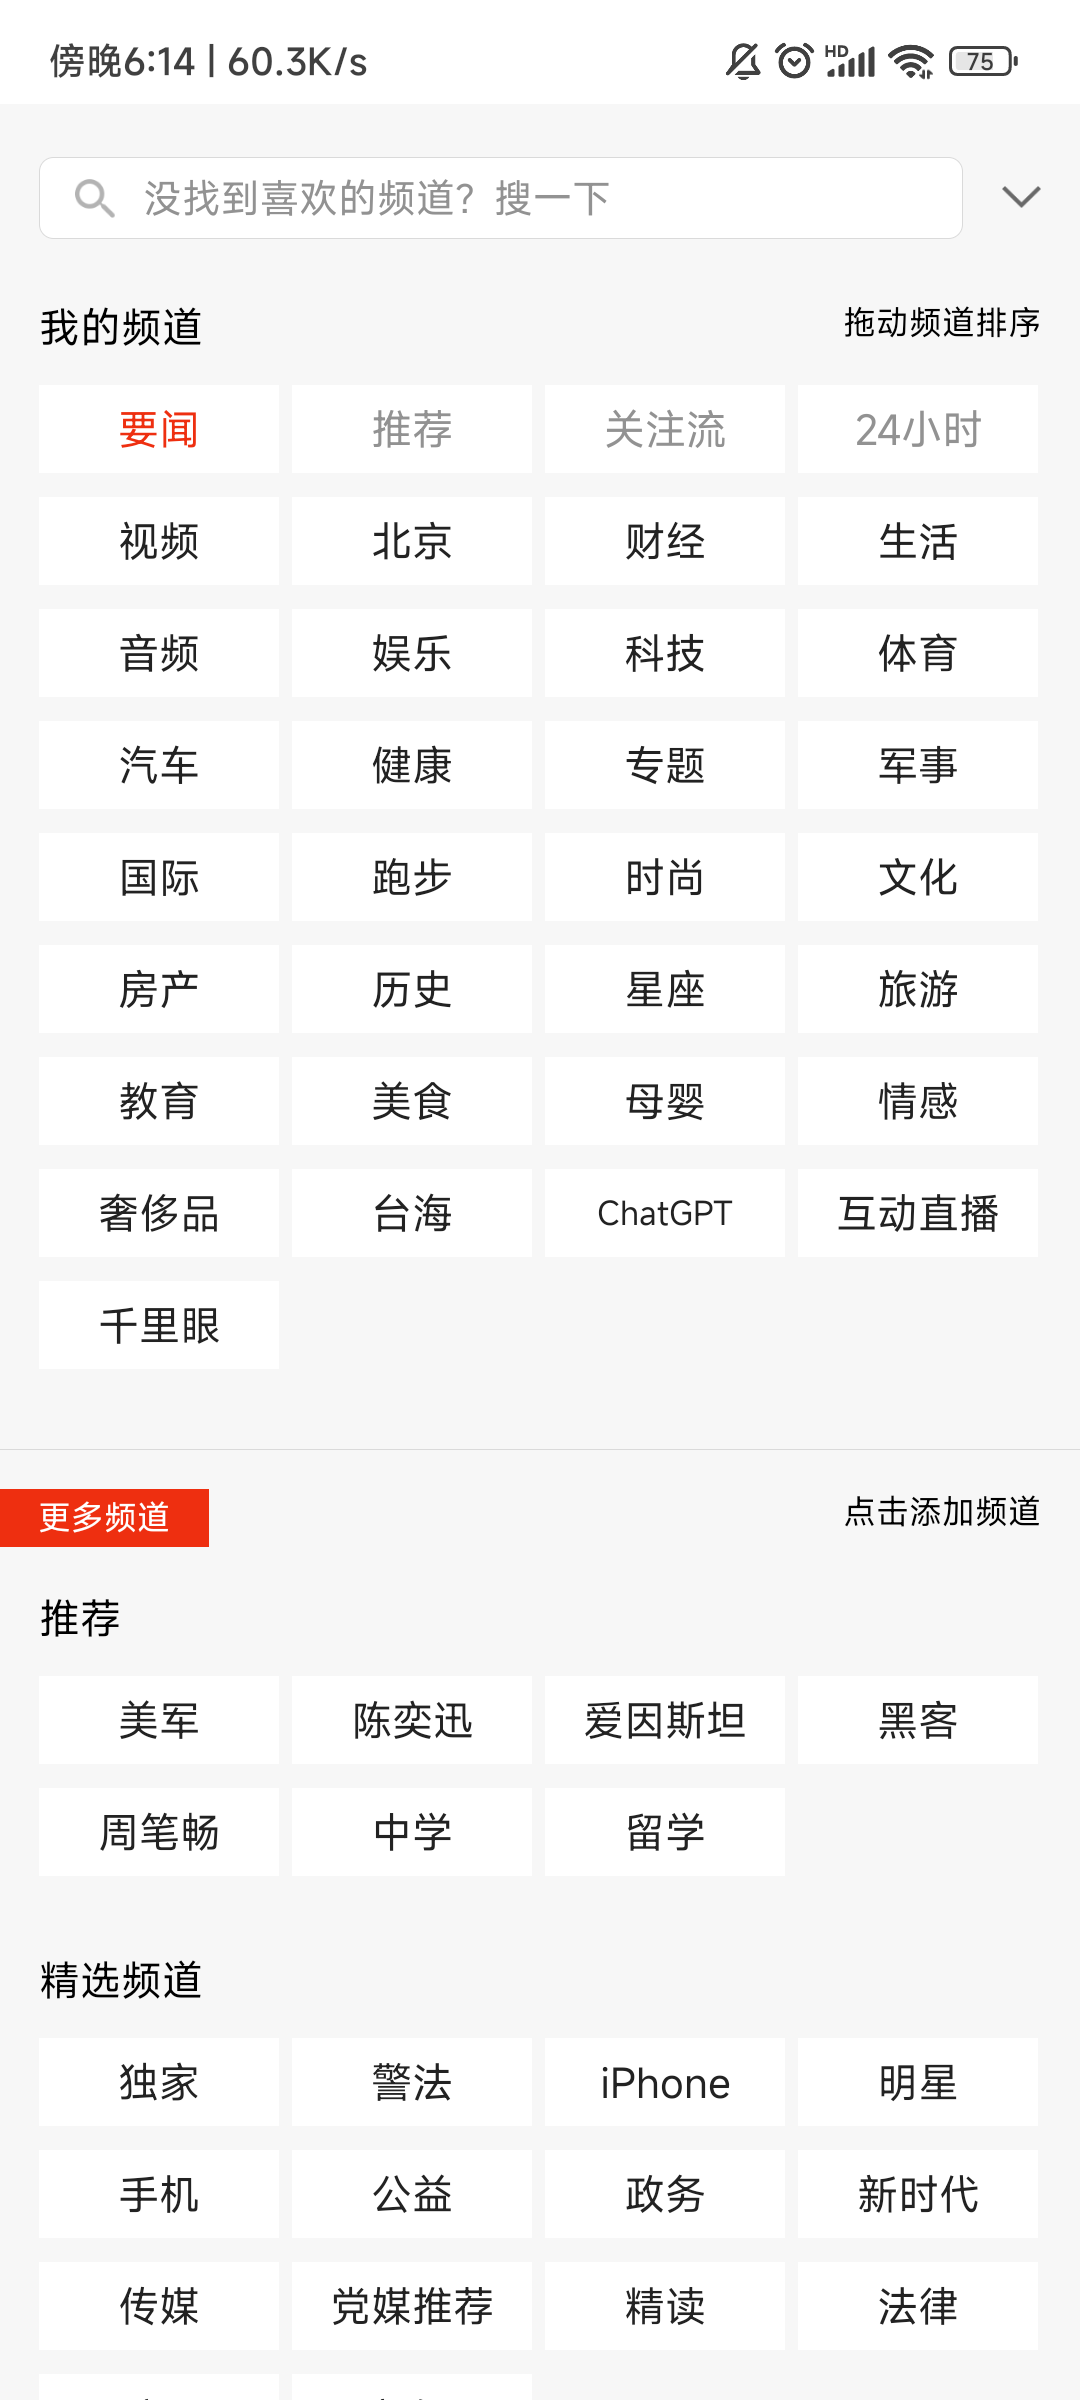 傍晚6:14 | 60.3K/s HD 75
没找到喜欢的频道？搜一下
我的频道 拖动频道排序
要闻 推荐 关注流 24小时
视频 北京 财经 生活
音频 娱乐 科技 体育
汽车 健康 专题 军事
国际 跑步 时尚 文化
房产 历史 星座 旅游
教育 美食 母婴 情感
奢侈品 台海 ChatGPT 互动直播
千里眼
更多频道 点击添加频道
推荐
美军 陈奕迅 爱因斯坦 黑客
周笔畅 中学 留学
精选频道
独家 警法 iPhone 明星
手机 公益 政务 新时代
传媒 党媒推荐 精读 法律